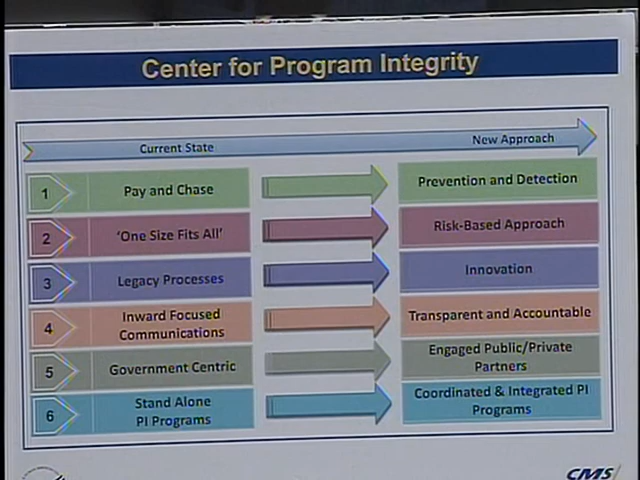 Center for Program Integrity
Current State
New Approach
1
Pay and Chase
Prevention and Detection
2
'One Size Fits All'
Risk-Based Approach
3
Legacy Processes
Innovation
4
Inward Focused
Communications
Transparent and Accountable
5
Government Centric
Engaged Public/Private
Partners
6
Stand Alone
PI Programs
Coordinated & Integrated PI
Programs
CMS